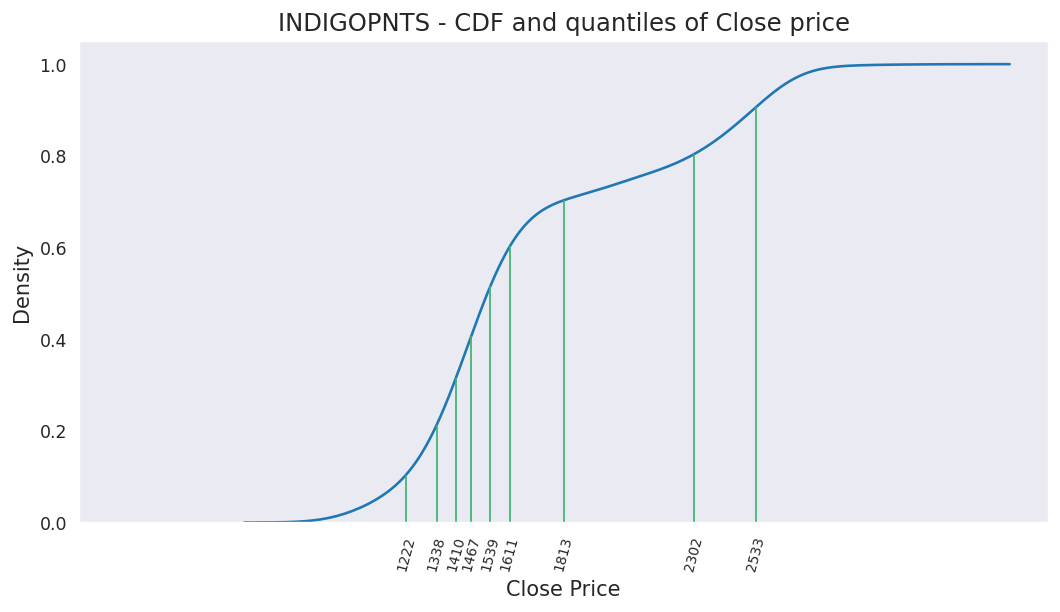 INDIGOPNTS - CDF and quantiles of Close price
1.0
0.8
0.6
0.4
0.2
0.0
Density
1222 1338 1410 1467 1539 1611 1813 2302 2533
Close Price